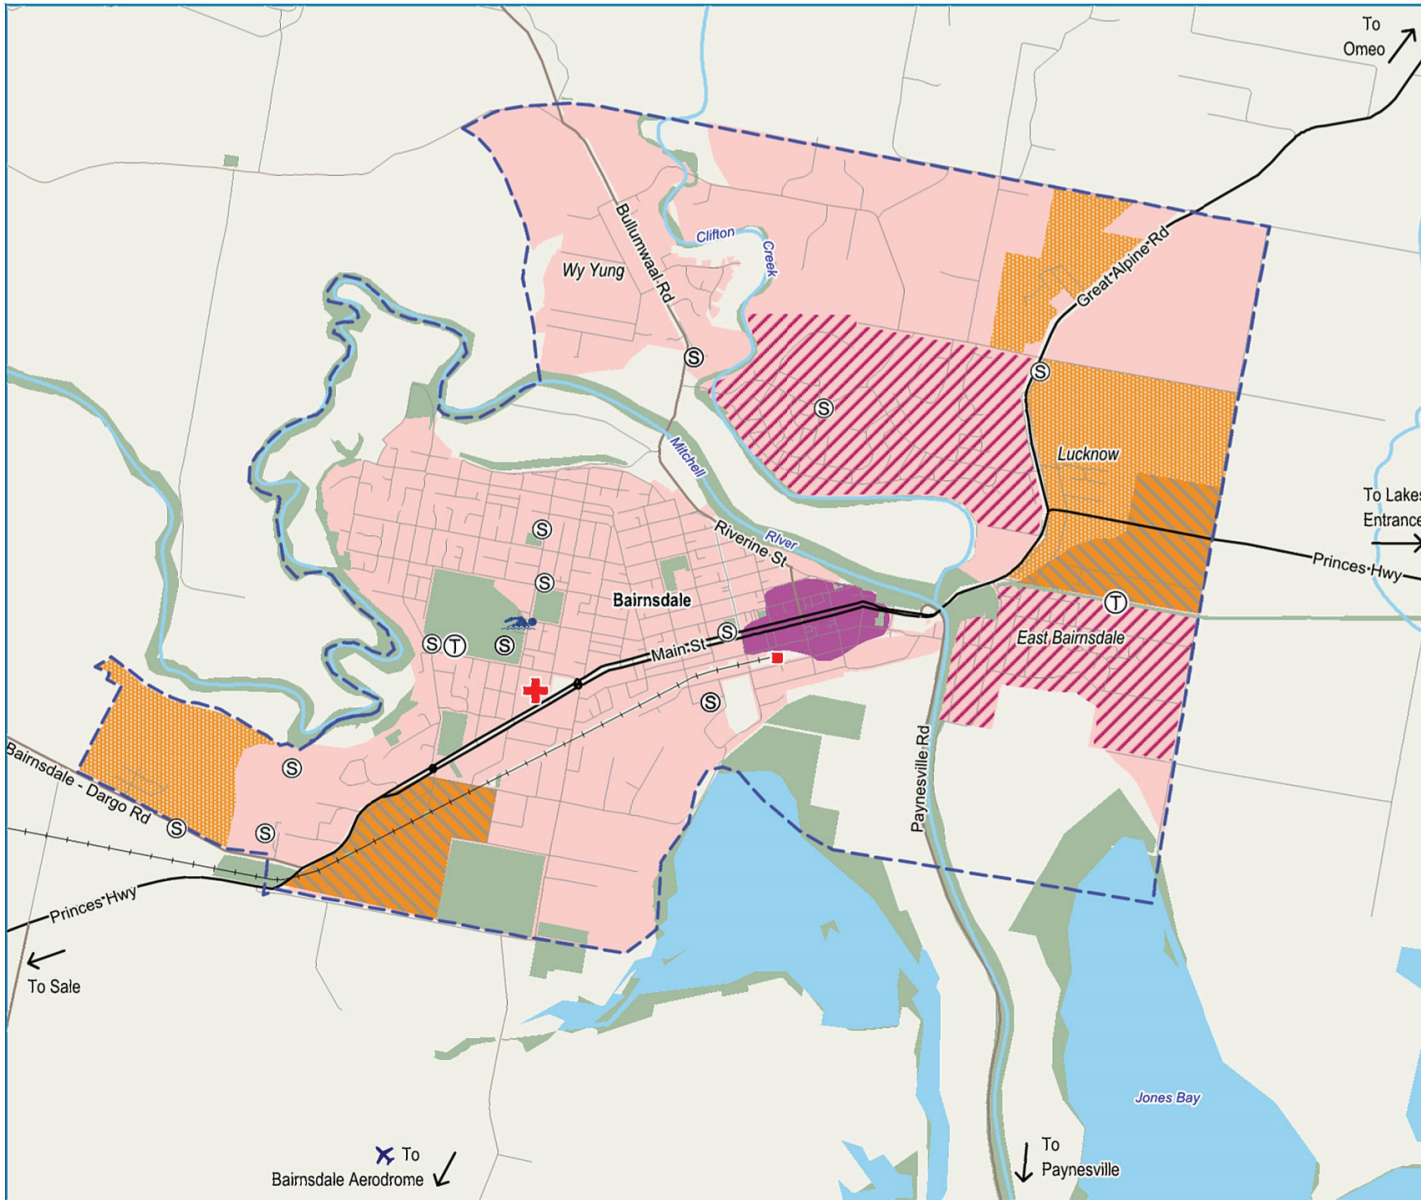 To
Omeo
Bullumwaal Rd
Clifton
Creek
Wy Yung
Great Alpine Rd
S
S
S
Lucknow
Mitchell
To Lakes
Entrance
Riverine St
River
S
Princes Hwy
S
Bairnsdale
T
S
East Bairnsdale
S
T
S
Main St
S
Paynesville Rd
Bairnsdale - Dargo Rd
S
S
S
Princes Hwy
To Sale
Jones Bay
To
Bairnsdale Aerodrome
To
Paynesville